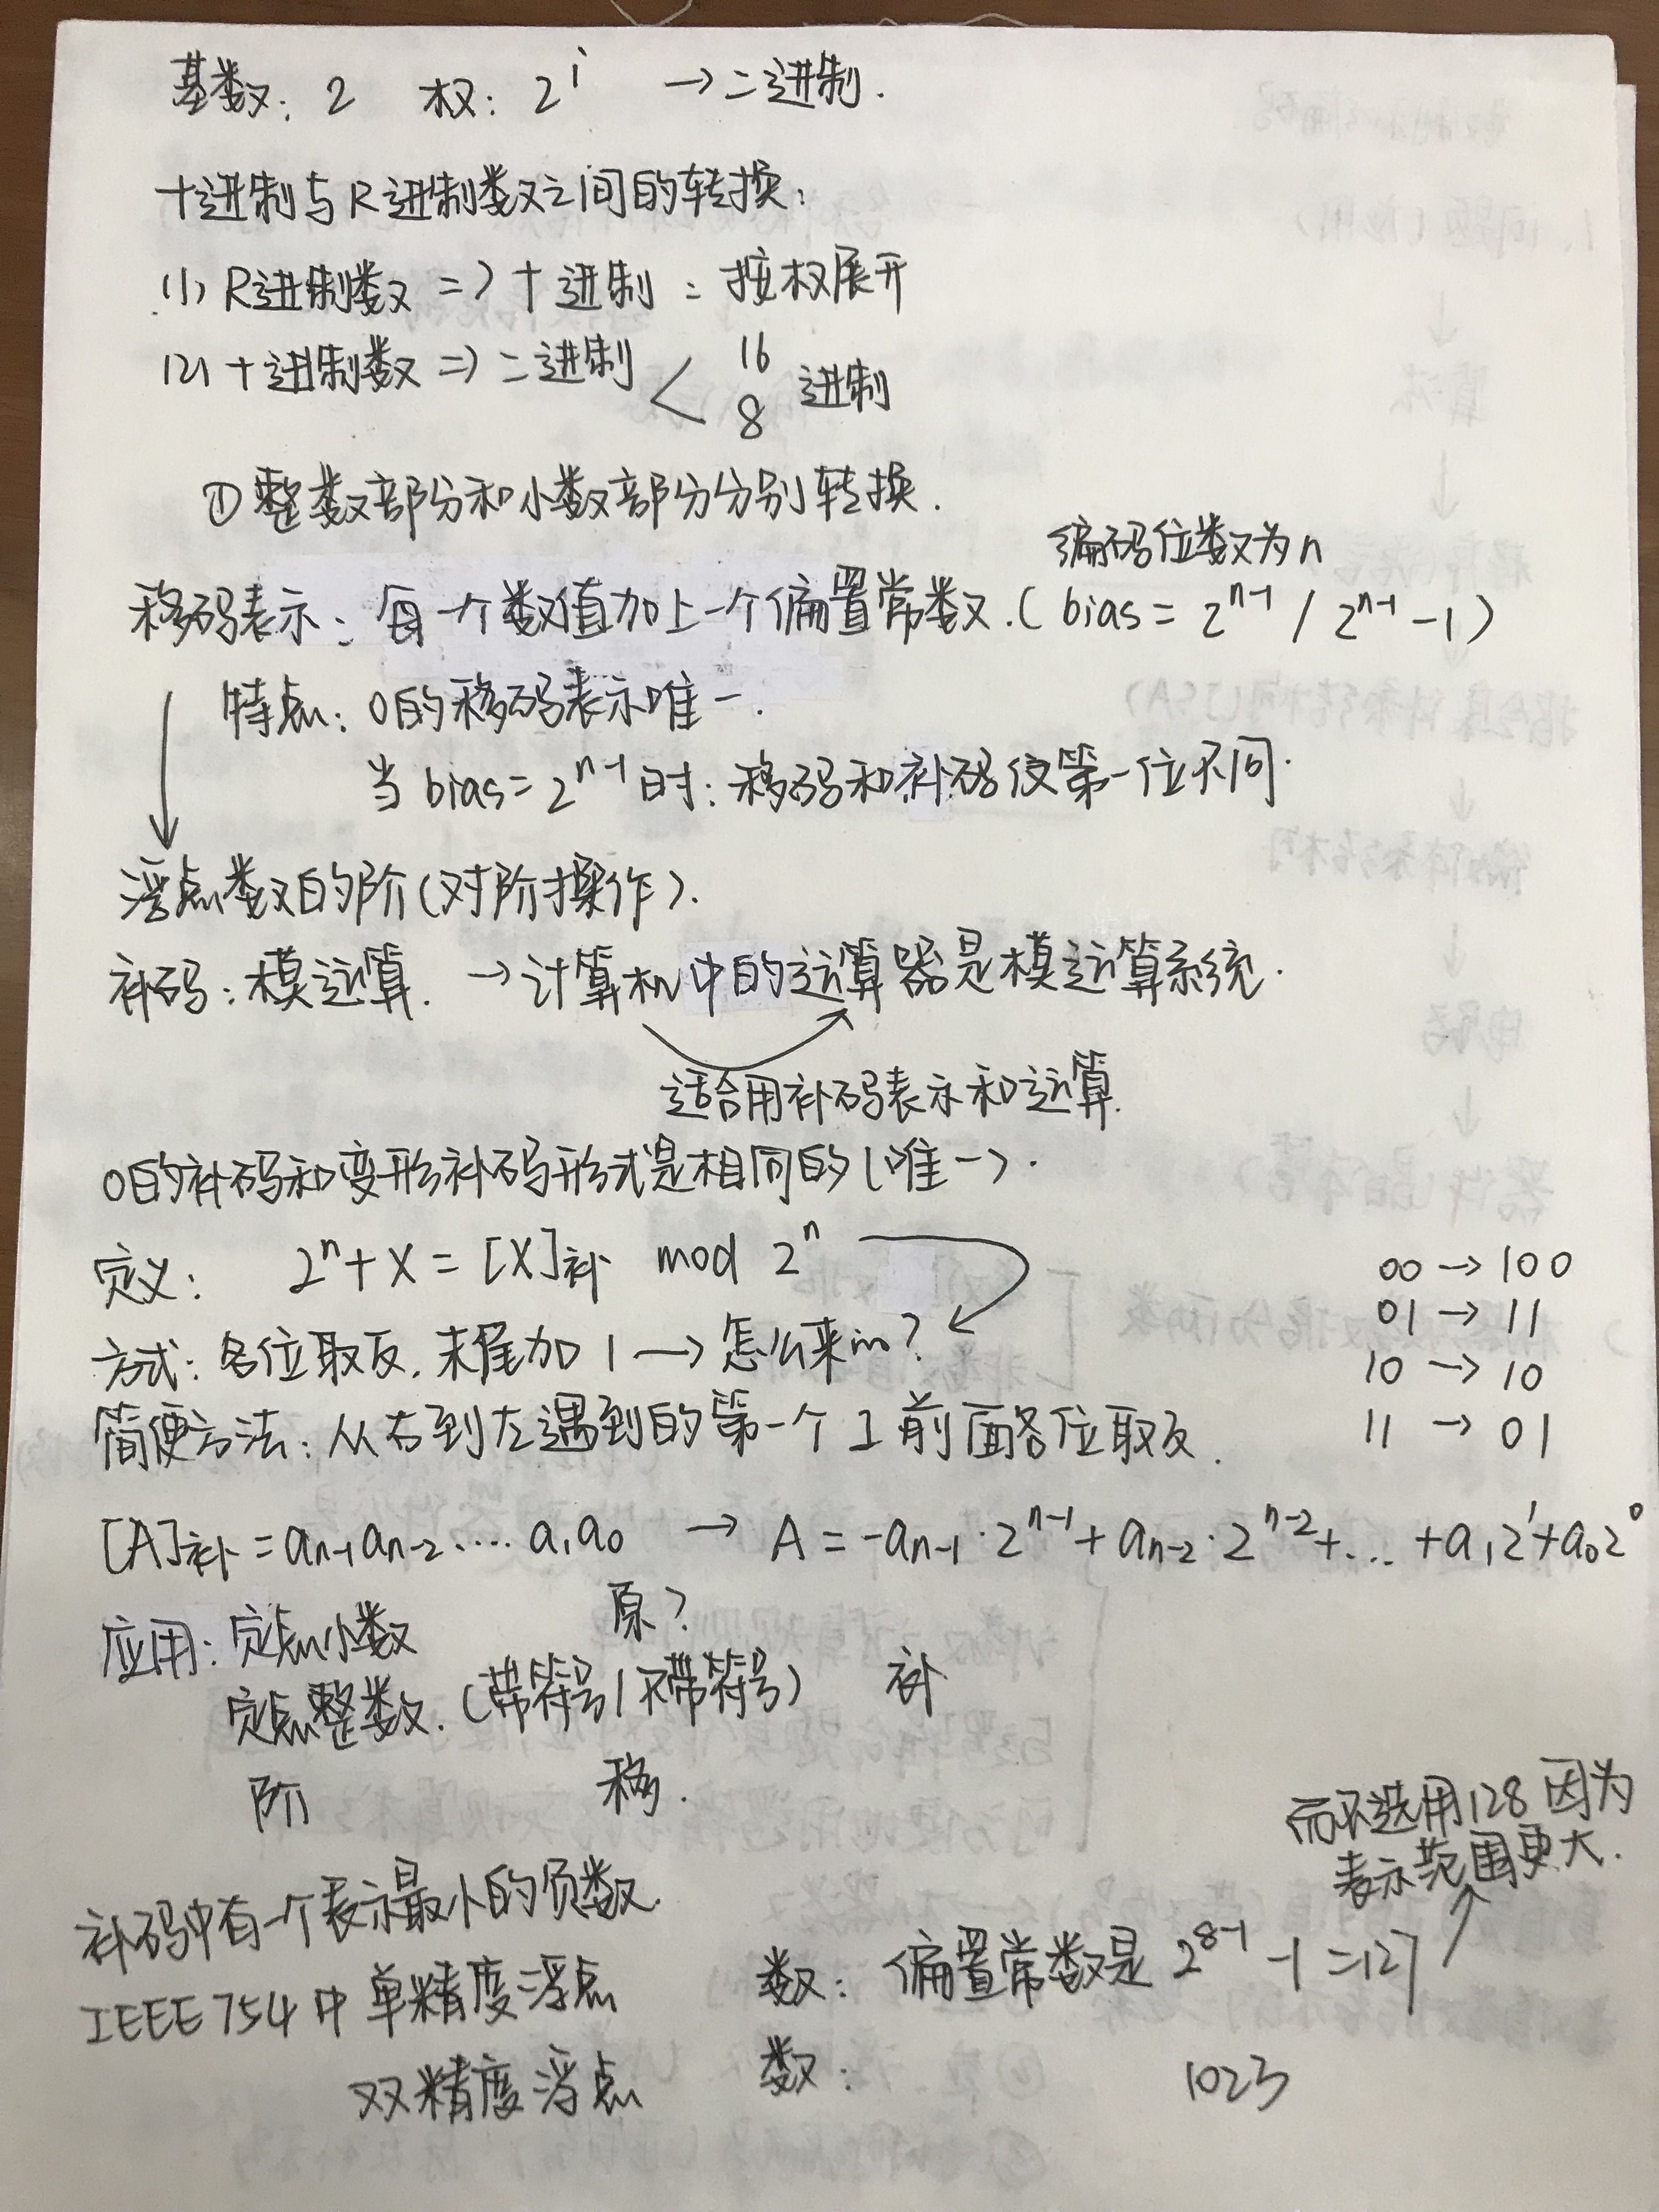 基数: 2 权: 2^i → 二进制.
十进制与R进制数之间的转换:
(1) R进制数 => 十进制: 按权展开
(2) 十进制数 => 二进制 < 16 8 进制
① 整数部分和小数部分分别转换.
编码位数为n
移码表示: 每一个数值加上一个偏置常数. (bias = 2^{n-1} / 2^{n-1} - 1)
特点: 0的移码表示唯一.
当 bias = 2^{n-1} 时: 移码和补码仅第一位不同.
↓
浮点数的阶(对阶操作).
补码: 模运算. → 计算机中的运算器是模运算系统.
适合用补码表示和运算.
0的补码和变形补码形式是相同的(唯一).
定义: 2^n + X = [X]补 mod 2^n
00 → 100
01 → 11
10 → 10
11 → 01
方式: 各位取反, 末尾加1 → 怎么来的?
简便方法: 从右到左遇到的第一个1前面各位取反.
[A]补 = a_{n-1} a_{n-2} .... a_1 a_0 → A = -a_{n-1}·2^{n-1} + a_{n-2}·2^{n-2} + ... + a_1 2^1 + a_0 2^0
应用: 定点小数 原?
定点整数. (带符号/不带符号) 补
阶 移.
而不选用128 因为
表示范围更大.
补码中有一个表示最小的负数.
IEEE754中 单精度浮点 数: 偏置常数是 2^{8-1} - 1 = 127
双精度浮点 数: 1023